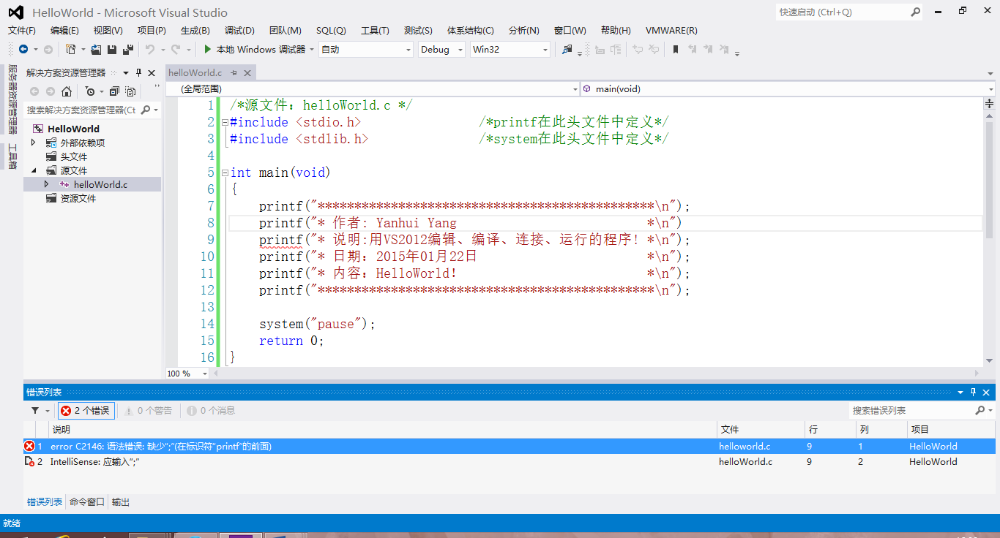 HelloWorld - Microsoft Visual Studio
快速启动 (Ctrl+Q)
文件(F) 编辑(E) 视图(V) 项目(P) 生成(B) 调试(D) 团队(M) SQL(Q) 工具(T) 测试(S) 体系结构(C) 分析(N) 窗口(W) 帮助(H) VMWARE(R)
本地 Windows 调试器 自动 Debug Win32
服务器资源管理器
工具箱
解决方案资源管理器
搜索解决方案资源管理器(Ct
HelloWorld
外部依赖项
头文件
源文件
helloWorld.c
资源文件
helloWorld.c
(全局范围) main(void)
1 /*源文件: helloWorld.c */
2 #include <stdio.h> /*printf在此头文件中定义*/
3 #include <stdlib.h> /*system在此头文件中定义*/
4
5 int main(void)
6 {
7 printf("**********************************************\n");
8 printf("* 作者: Yanhui Yang *\n")
9 printf("* 说明:用VS2012编辑、编译、连接、运行的程序! *\n");
10 printf("* 日期: 2015年01月22日 *\n");
11 printf("* 内容: HelloWorld! *\n");
12 printf("**********************************************\n");
13
14 system("pause");
15 return 0;
16 }
100 %
错误列表
2 个错误 0 个警告 0 个消息 搜索错误列表
说明 文件 行 列 项目
1 error C2146: 语法错误: 缺少“;”(在标识符“printf”的前面) helloworld.c 9 1 HelloWorld
2 IntelliSense: 应输入“;” helloWorld.c 9 2 HelloWorld
错误列表 命令窗口 输出
就绪